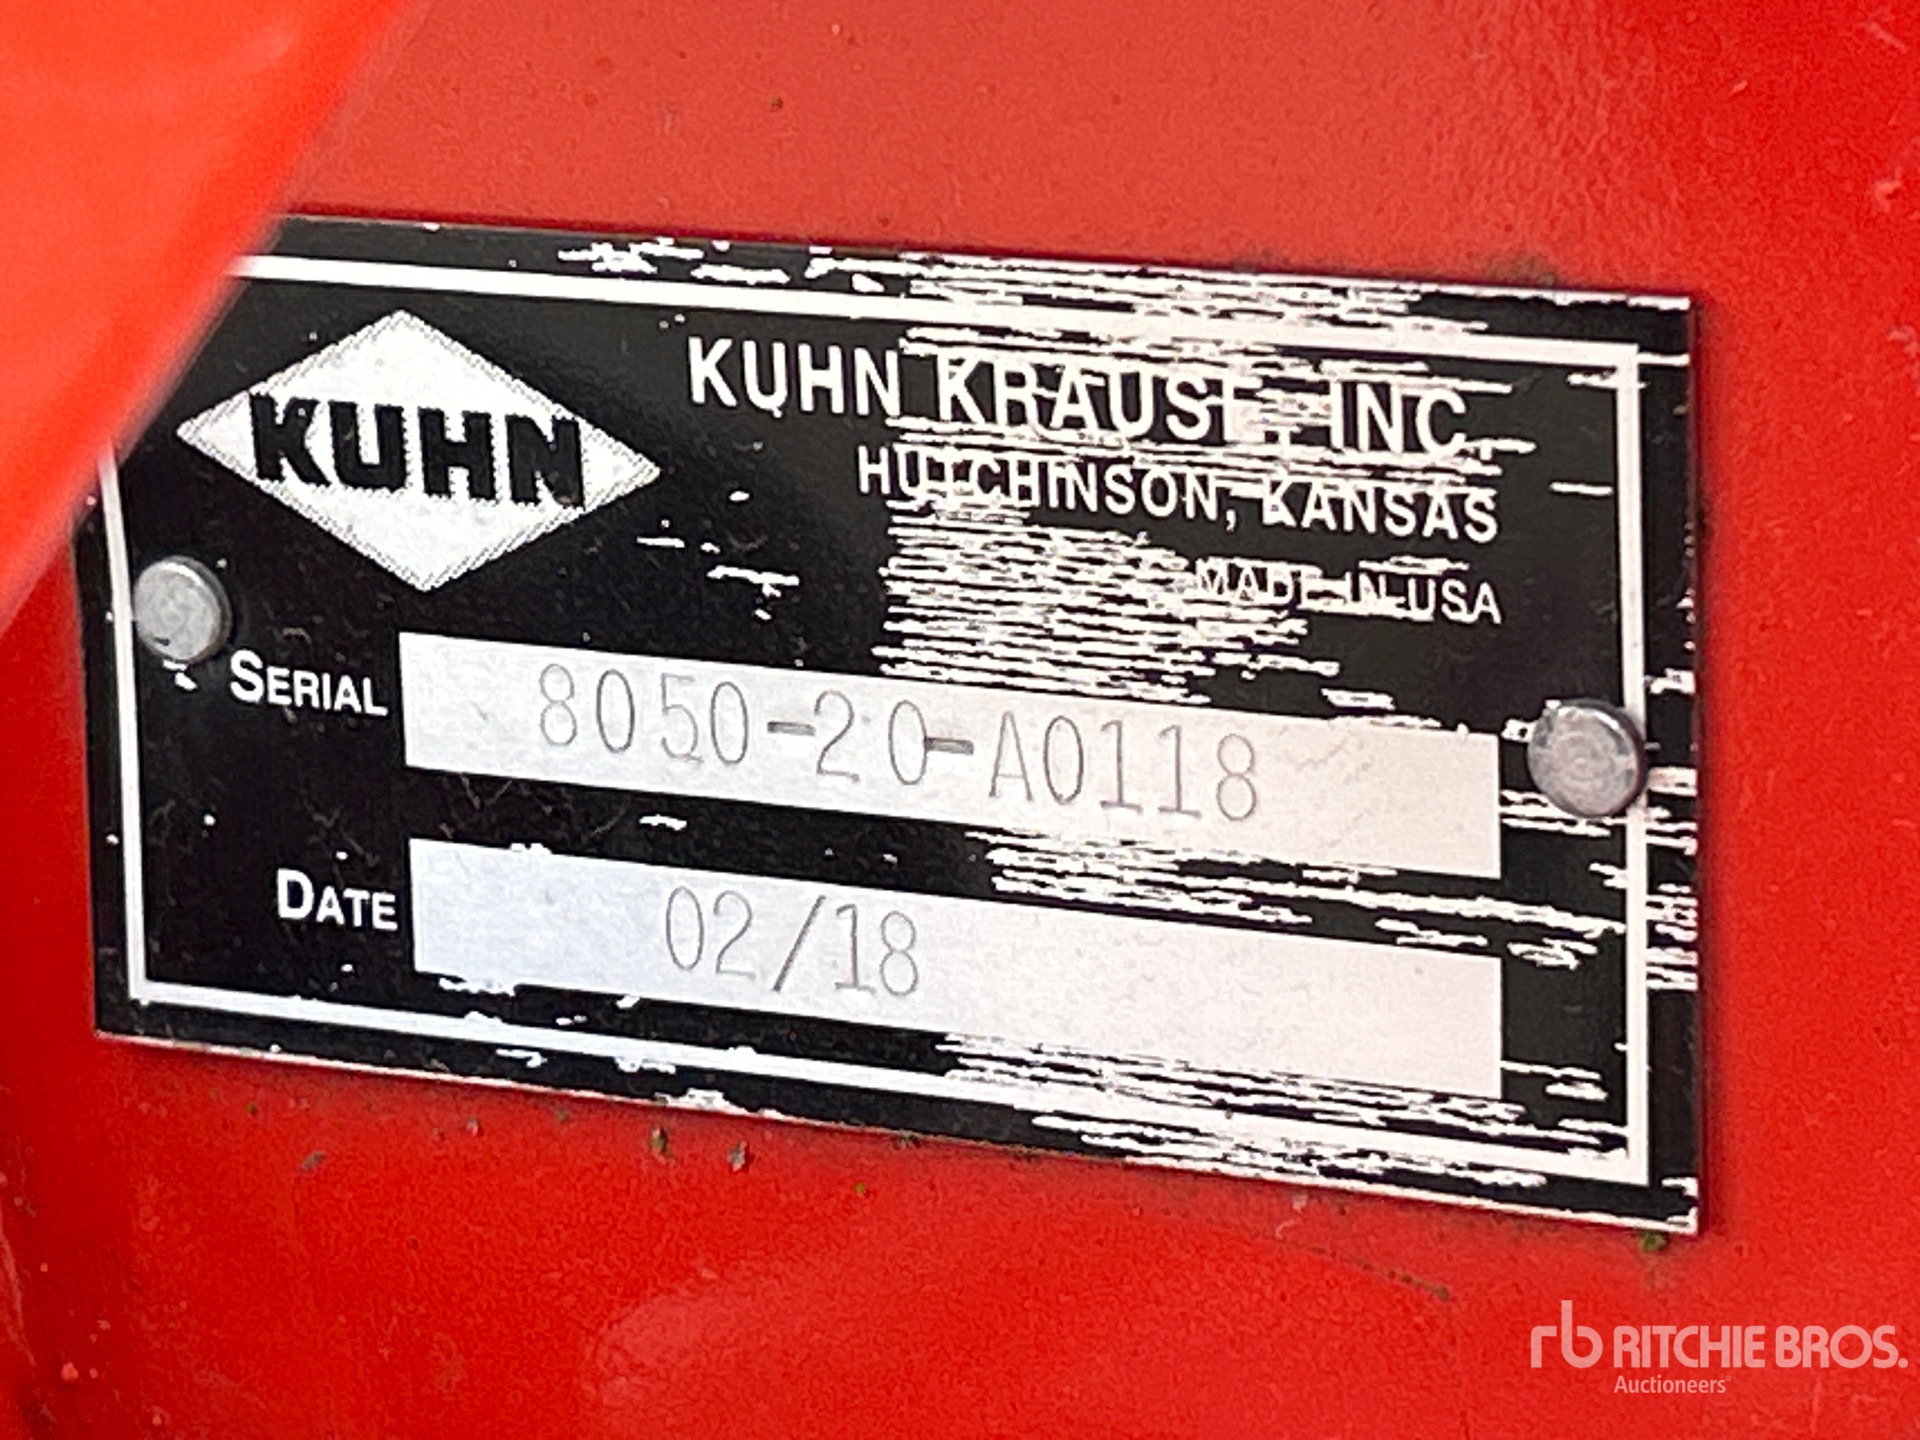 KUHN
KUHN KRAUSE, INC.
HUTCHINSON, KANSAS
MADE IN USA
SERIAL 8050-20-A0118
DATE 02/18
rb RITCHIE BROS.
Auctioneers